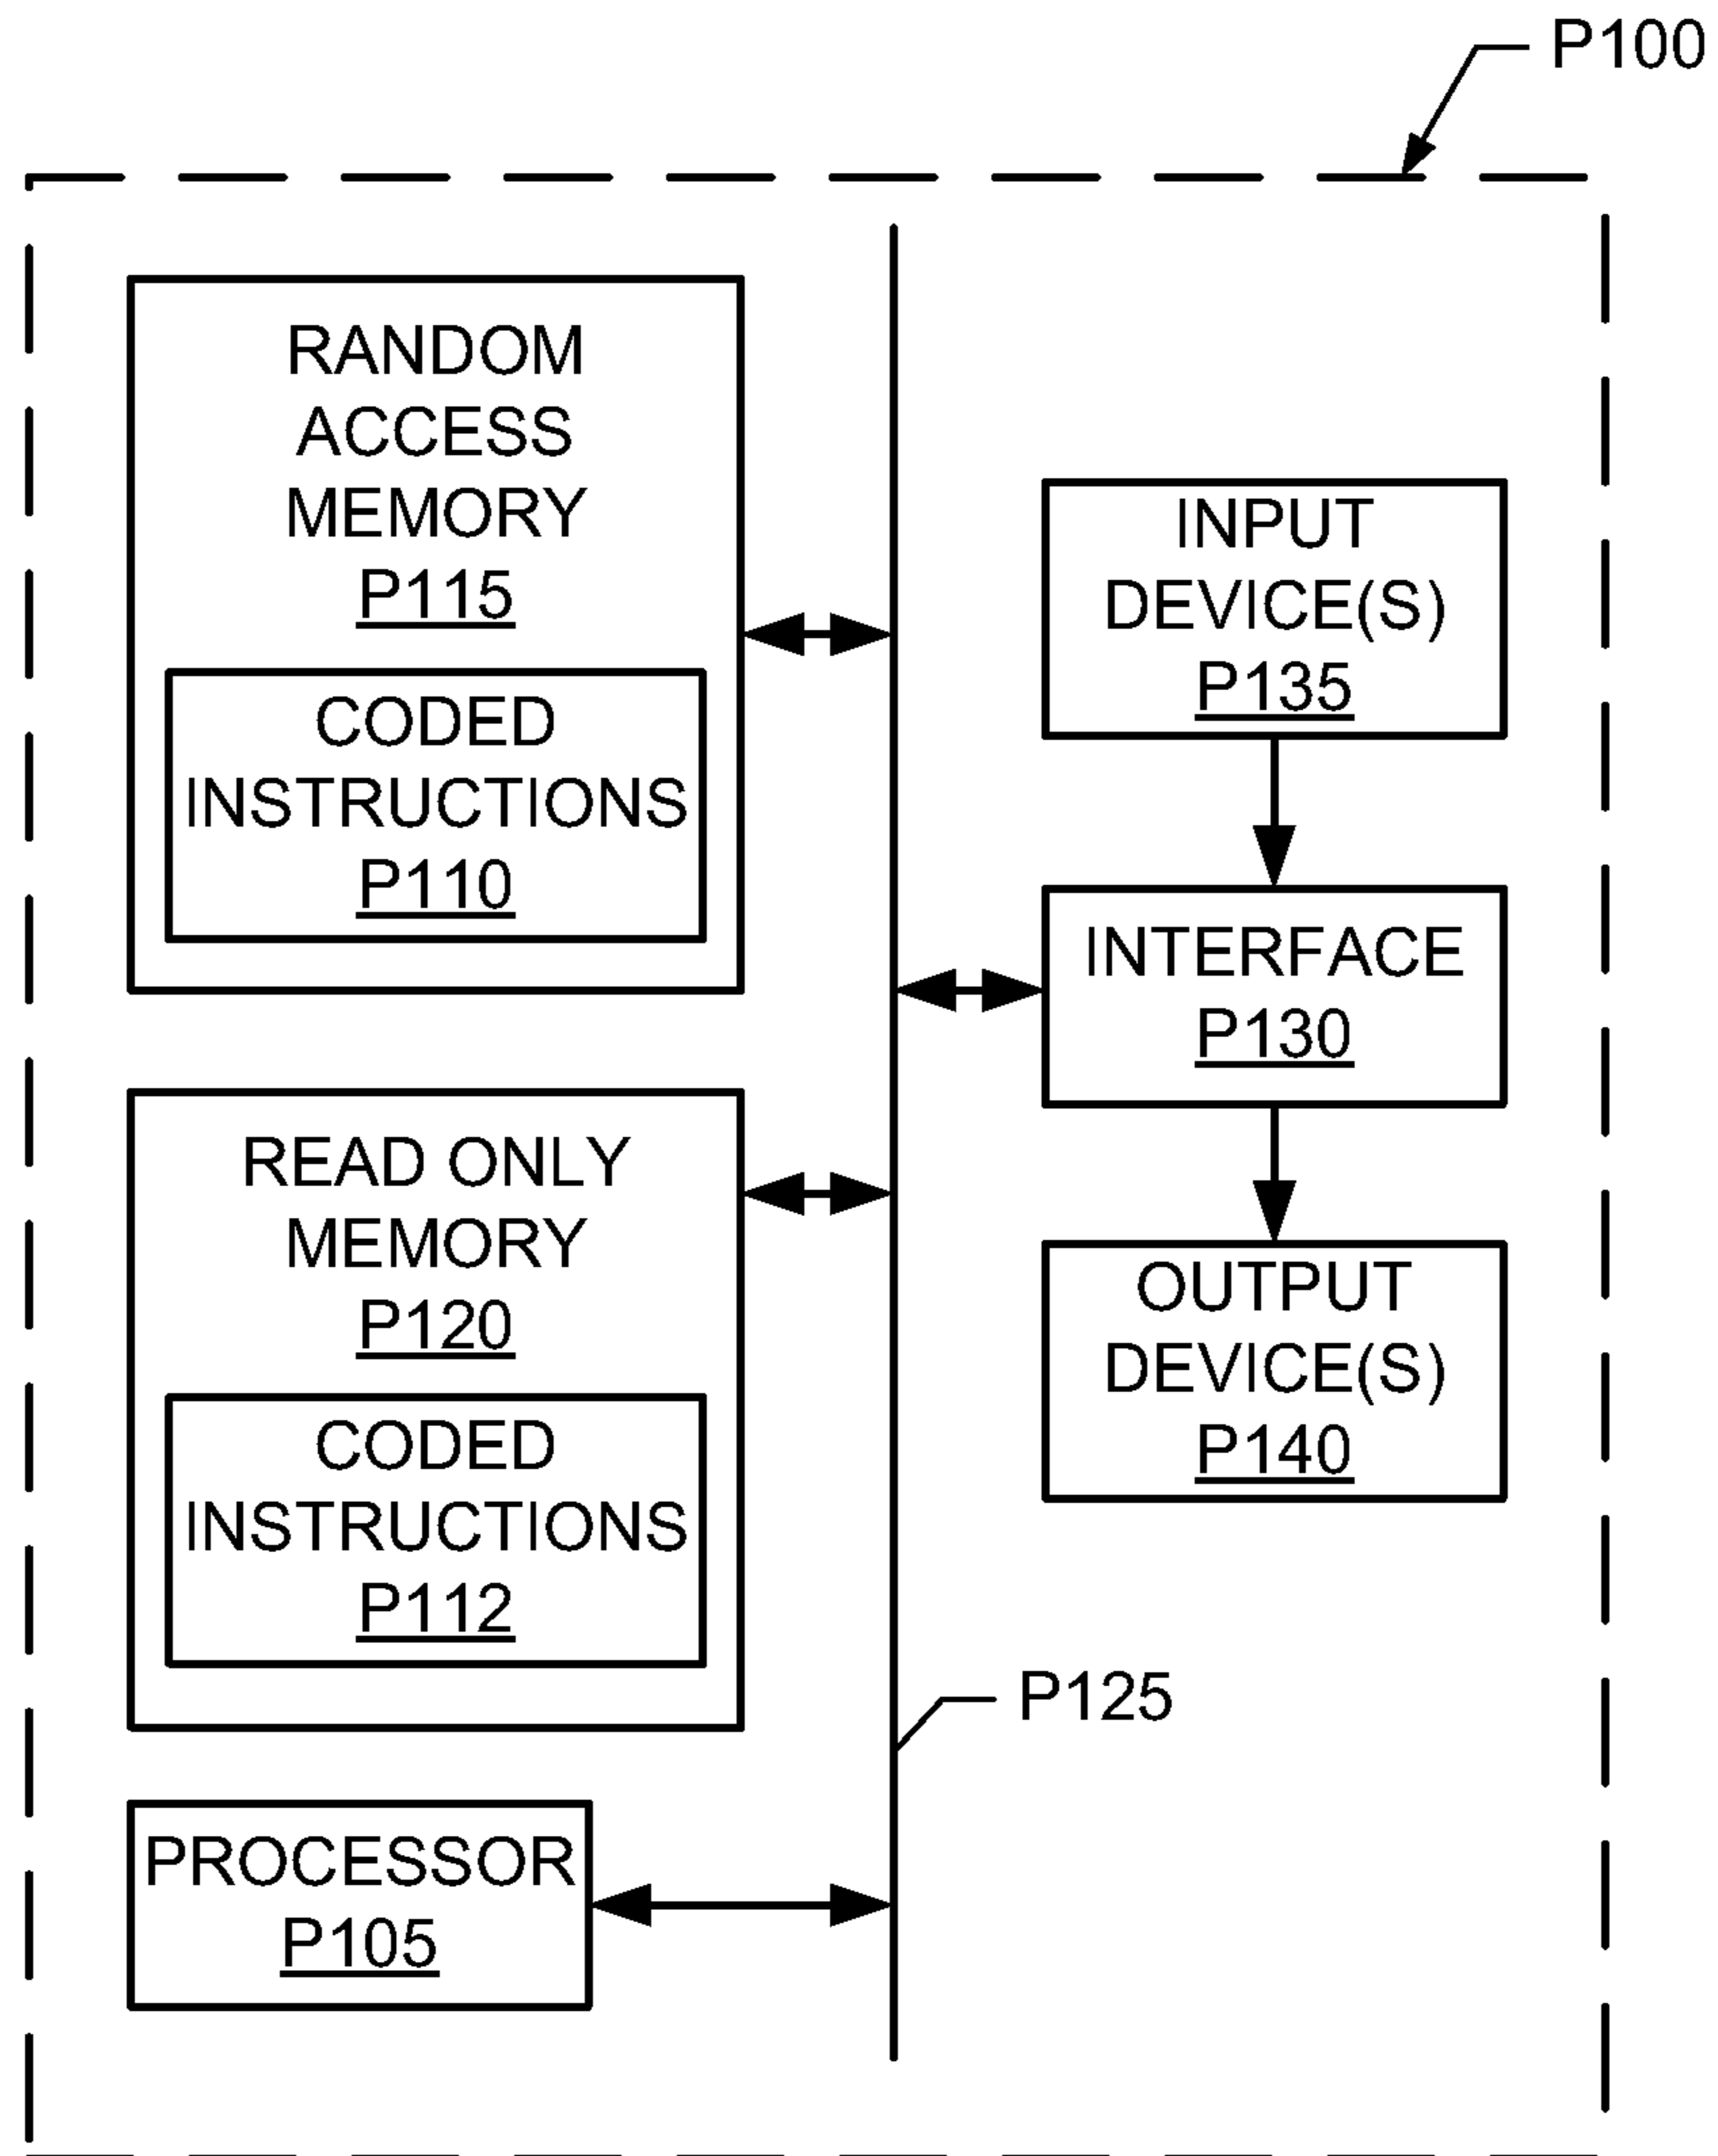 P100
RANDOM
ACCESS
MEMORY
P115
CODED
INSTRUCTIONS
P110
READ ONLY
MEMORY
P120
CODED
INSTRUCTIONS
P112
PROCESSOR
P105
INPUT
DEVICE(S)
P135
INTERFACE
P130
OUTPUT
DEVICE(S)
P140
P125